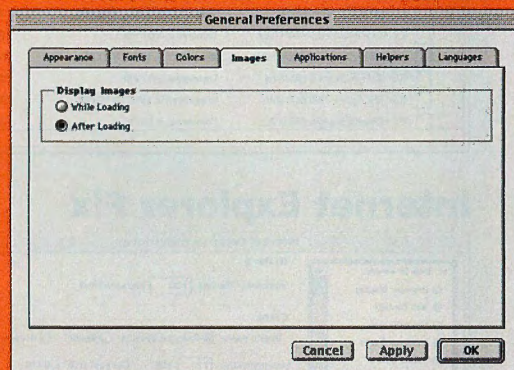 General Preferences
Appearance Fonts Colors Images Applications Helpers Languages
Display Images
While Loading
After Loading
Internet Explorer Fix
Cancel Apply OK